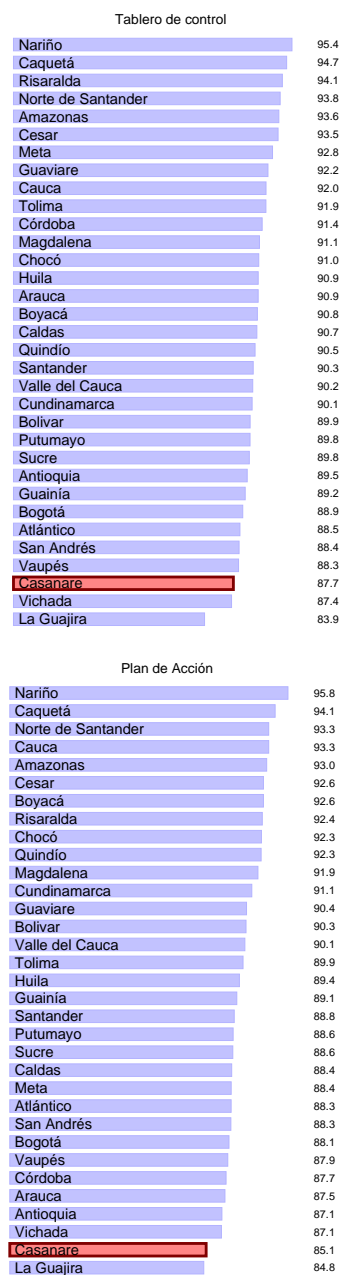 Tablero de control
Nariño 95.4
Caquetá 94.7
Risaralda 94.1
Norte de Santander 93.8
Amazonas 93.6
Cesar 93.5
Meta 92.8
Guaviare 92.2
Cauca 92.0
Tolima 91.9
Córdoba 91.4
Magdalena 91.1
Chocó 91.0
Huila 90.9
Arauca 90.9
Boyacá 90.8
Caldas 90.7
Quindío 90.5
Santander 90.3
Valle del Cauca 90.2
Cundinamarca 90.1
Bolivar 89.9
Putumayo 89.8
Sucre 89.8
Antioquia 89.5
Guainía 89.2
Bogotá 88.9
Atlántico 88.5
San Andrés 88.4
Vaupés 88.3
Casanare 87.7
Vichada 87.4
La Guajira 83.9
Plan de Acción
Nariño 95.8
Caquetá 94.1
Norte de Santander 93.3
Cauca 93.3
Amazonas 93.0
Cesar 92.6
Boyacá 92.6
Risaralda 92.4
Chocó 92.3
Quindío 92.3
Magdalena 91.9
Cundinamarca 91.1
Guaviare 90.4
Bolivar 90.3
Valle del Cauca 90.1
Tolima 89.9
Huila 89.4
Guainía 89.1
Santander 88.8
Putumayo 88.6
Sucre 88.6
Caldas 88.4
Meta 88.4
Atlántico 88.3
San Andrés 88.3
Bogotá 88.1
Vaupés 87.9
Córdoba 87.7
Arauca 87.5
Antioquia 87.1
Vichada 87.1
Casanare 85.1
La Guajira 84.8